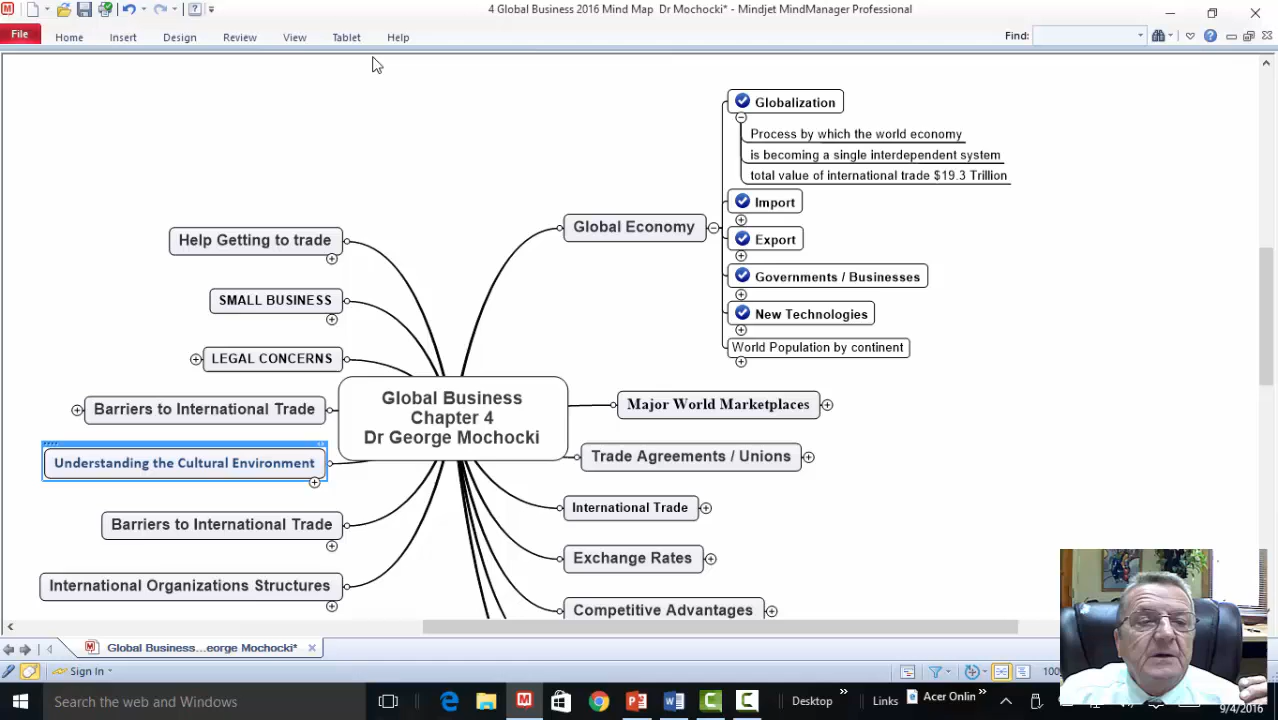 4 Global Business 2016 Mind Map Dr Mochocki* - Mindjet MindManager Professional
File Home Insert Design Review View Tablet Help Find:
Globalization
Process by which the world economy
is becoming a single interdependent system
total value of international trade $19.3 Trillion
Import
Global Economy
Export
Governments / Businesses
New Technologies
World Population by continent
Help Getting to trade
SMALL BUSINESS
LEGAL CONCERNS
Barriers to International Trade
Understanding the Cultural Environment
Barriers to International Trade
International Organizations Structures
Global Business
Chapter 4
Dr George Mochocki
Major World Marketplaces
Trade Agreements / Unions
International Trade
Exchange Rates
Competitive Advantages
Global Business...eorge Mochocki*
Sign In
100
Search the web and Windows
Desktop
Links
Acer Onlin
9/4/2016